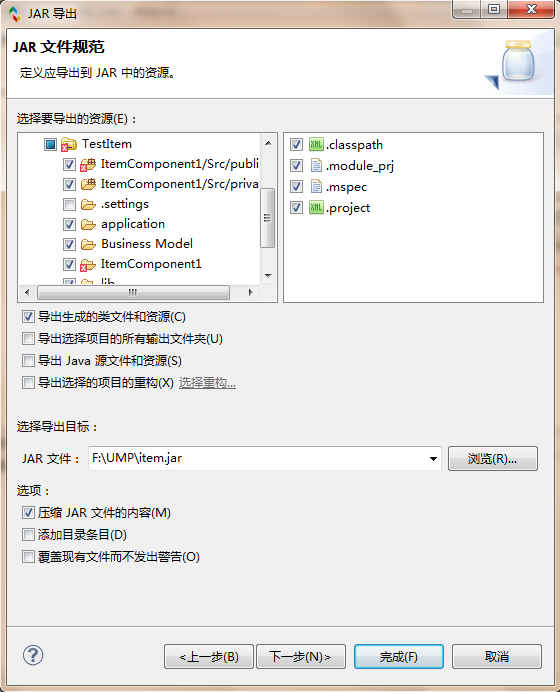 JAR 导出
JAR 文件规范
定义应导出到 JAR 中的资源。
选择要导出的资源(E)：
TestItem
ItemComponent1/Src/publi
ItemComponent1/Src/priva
.settings
application
Business Model
ItemComponent1
lib
.classpath
.module_prj
.mspec
.project
导出生成的类文件和资源(C)
导出选择项目的所有输出文件夹(U)
导出 Java 源文件和资源(S)
导出选择的项目的重构(X) 选择重构...
选择导出目标：
JAR 文件： F:\UMP\item.jar 浏览(R)...
选项：
压缩 JAR 文件的内容(M)
添加目录条目(D)
覆盖现有文件而不发出警告(O)
<上一步(B) 下一步(N)> 完成(F) 取消